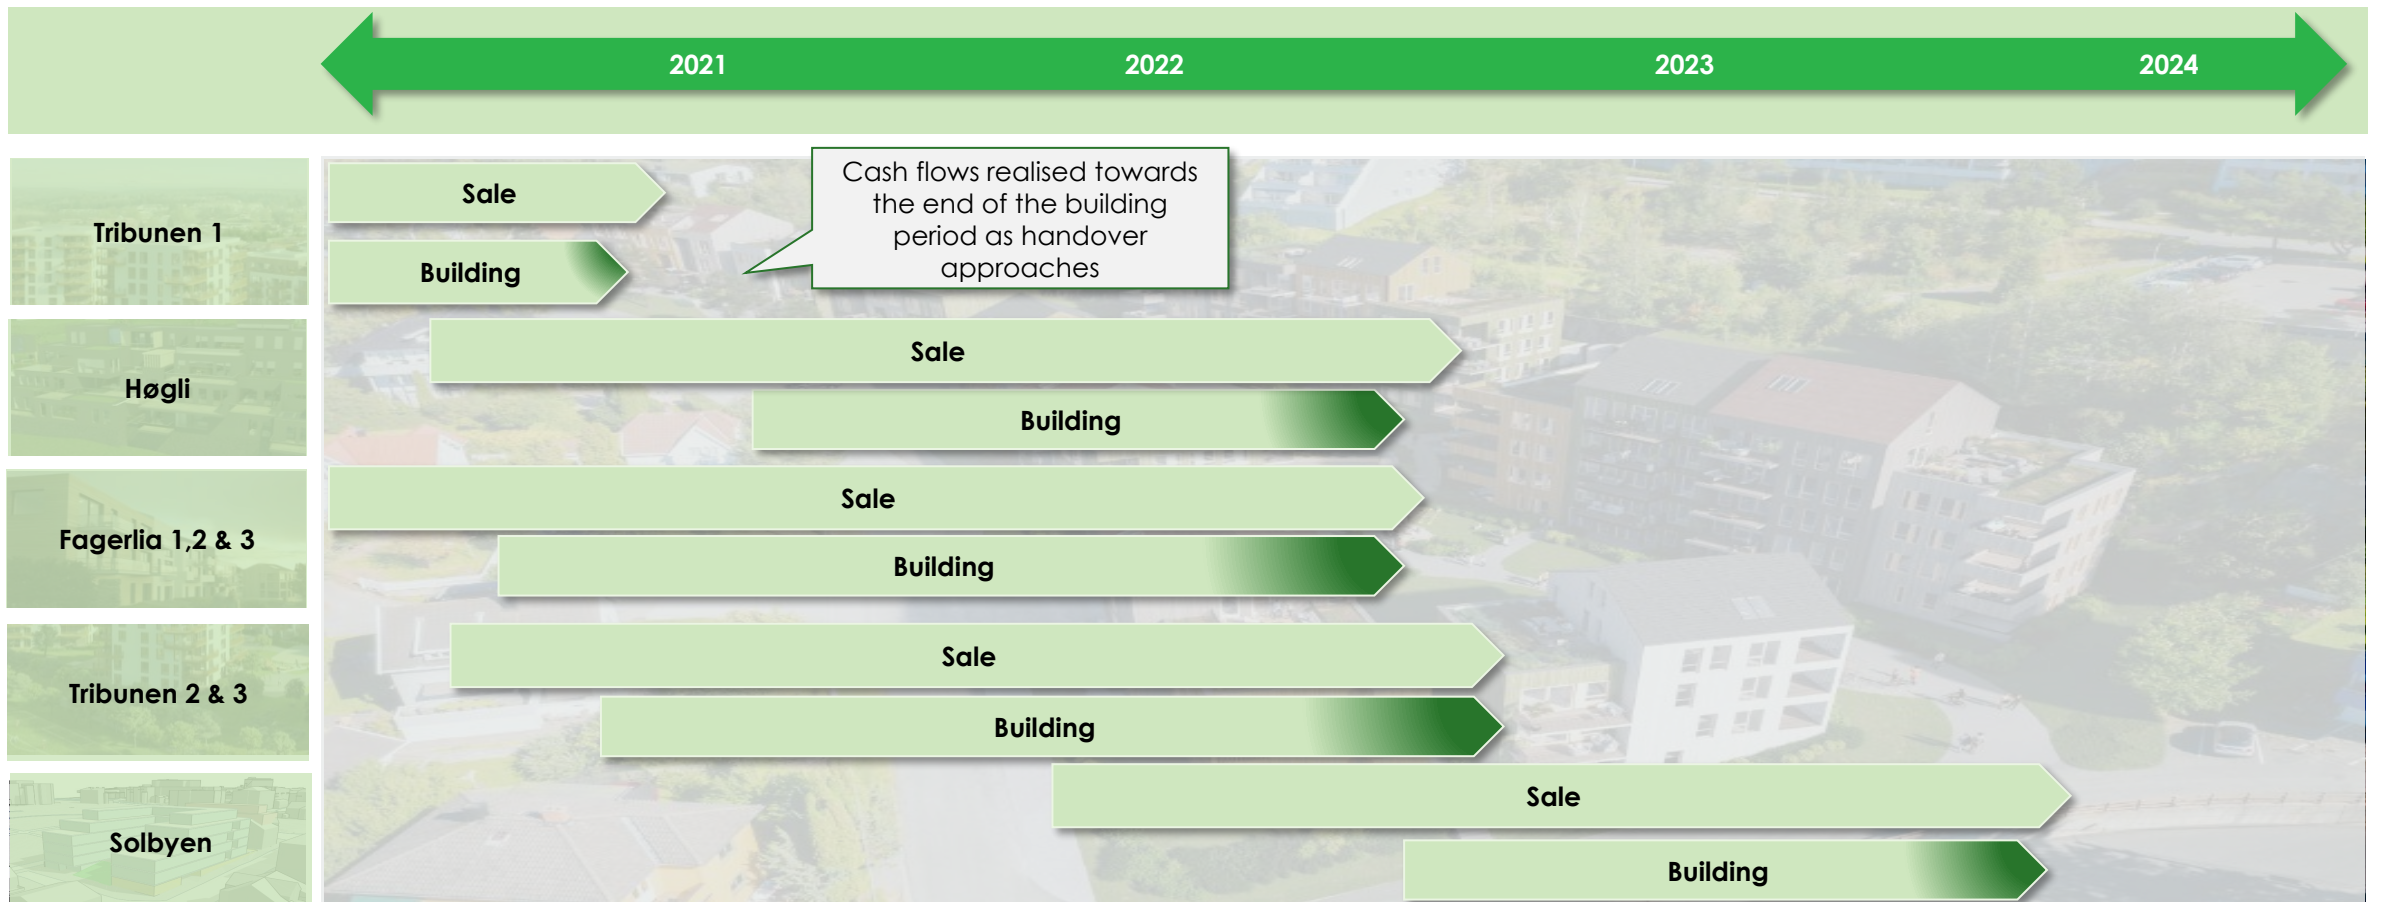 2021 2022 2023 2024
Tribunen 1
Sale
Building
Cash flows realised towards
the end of the building
period as handover
approaches
Høgli
Sale
Building
Fagerlia 1,2 & 3
Sale
Building
Tribunen 2 & 3
Sale
Building
Solbyen
Sale
Building